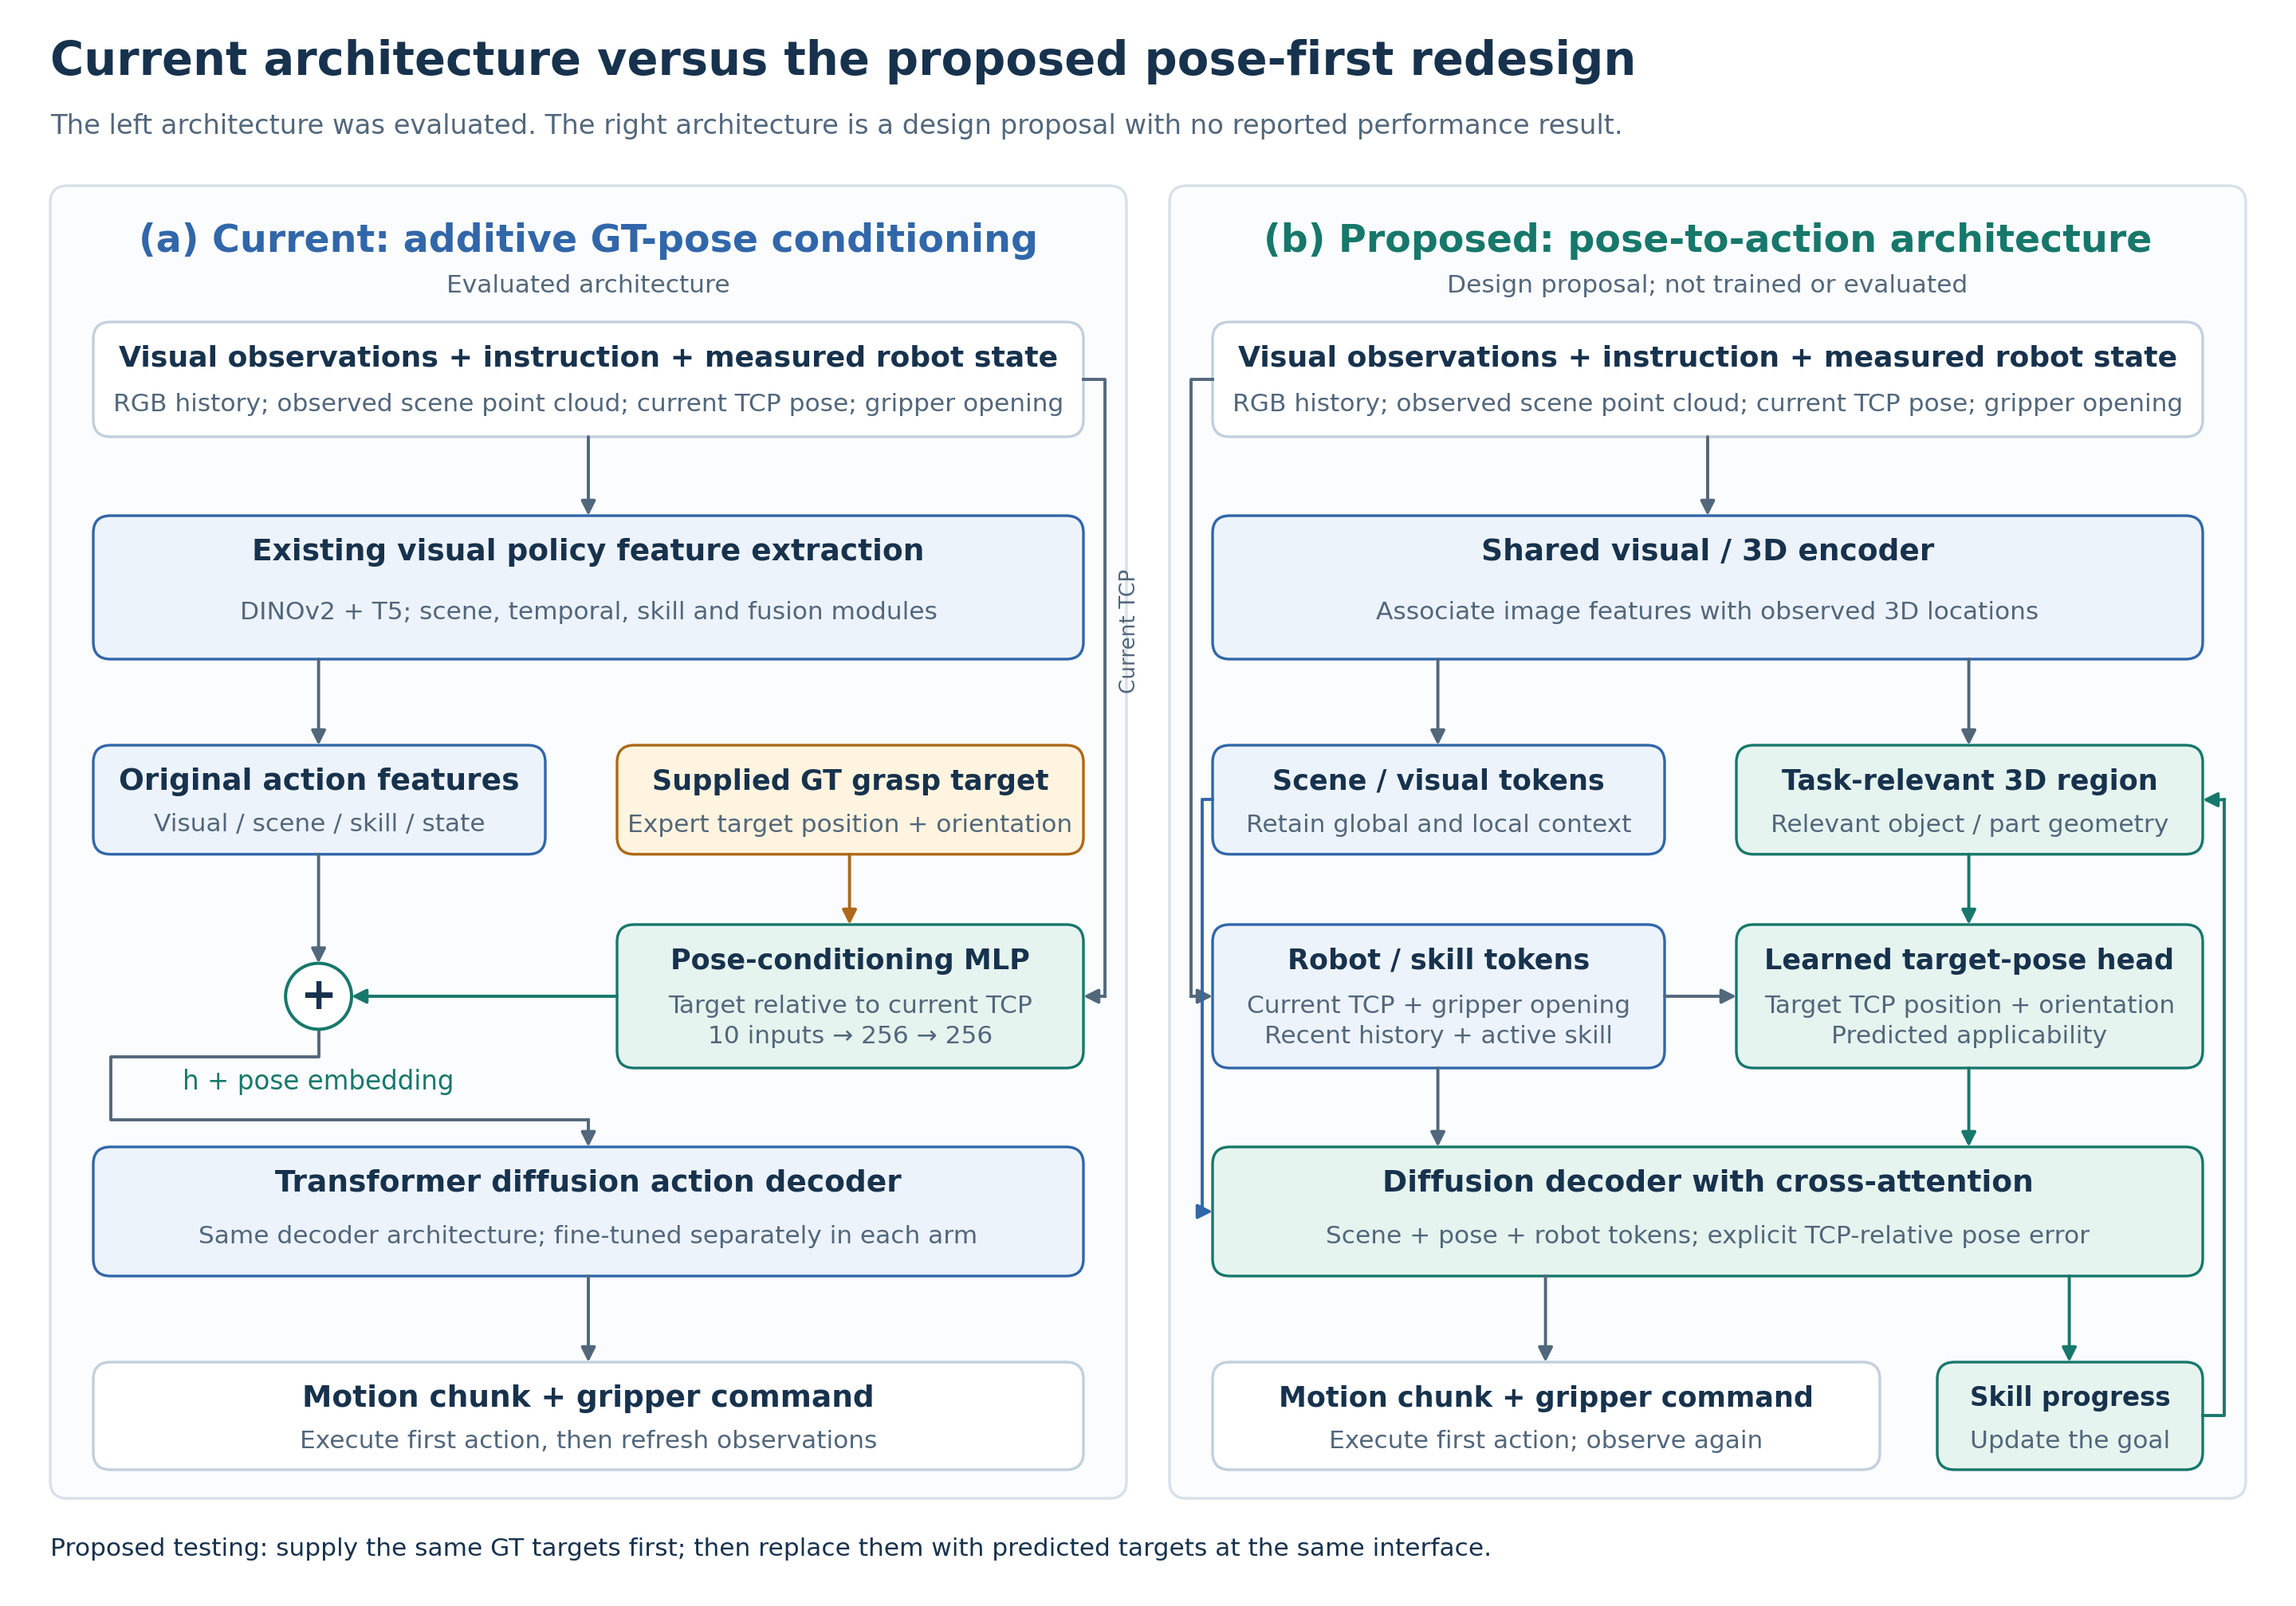 Current architecture versus the proposed pose-first redesign
The left architecture was evaluated. The right architecture is a design proposal with no reported performance result.
(a) Current: additive GT-pose conditioning
Evaluated architecture
Visual observations + instruction + measured robot state
RGB history; observed scene point cloud; current TCP pose; gripper opening
Existing visual policy feature extraction
DINOv2 + T5; scene, temporal, skill and fusion modules
Current TCP
Original action features
Visual / scene / skill / state
Supplied GT grasp target
Expert target position + orientation
Pose-conditioning MLP
Target relative to current TCP
10 inputs → 256 → 256
+
h + pose embedding
Transformer diffusion action decoder
Same decoder architecture; fine-tuned separately in each arm
Motion chunk + gripper command
Execute first action, then refresh observations
(b) Proposed: pose-to-action architecture
Design proposal; not trained or evaluated
Visual observations + instruction + measured robot state
RGB history; observed scene point cloud; current TCP pose; gripper opening
Shared visual / 3D encoder
Associate image features with observed 3D locations
Scene / visual tokens
Retain global and local context
Task-relevant 3D region
Relevant object / part geometry
Robot / skill tokens
Current TCP + gripper opening
Recent history + active skill
Learned target-pose head
Target TCP position + orientation
Predicted applicability
Diffusion decoder with cross-attention
Scene + pose + robot tokens; explicit TCP-relative pose error
Motion chunk + gripper command
Execute first action; observe again
Skill progress
Update the goal
Proposed testing: supply the same GT targets first; then replace them with predicted targets at the same interface.